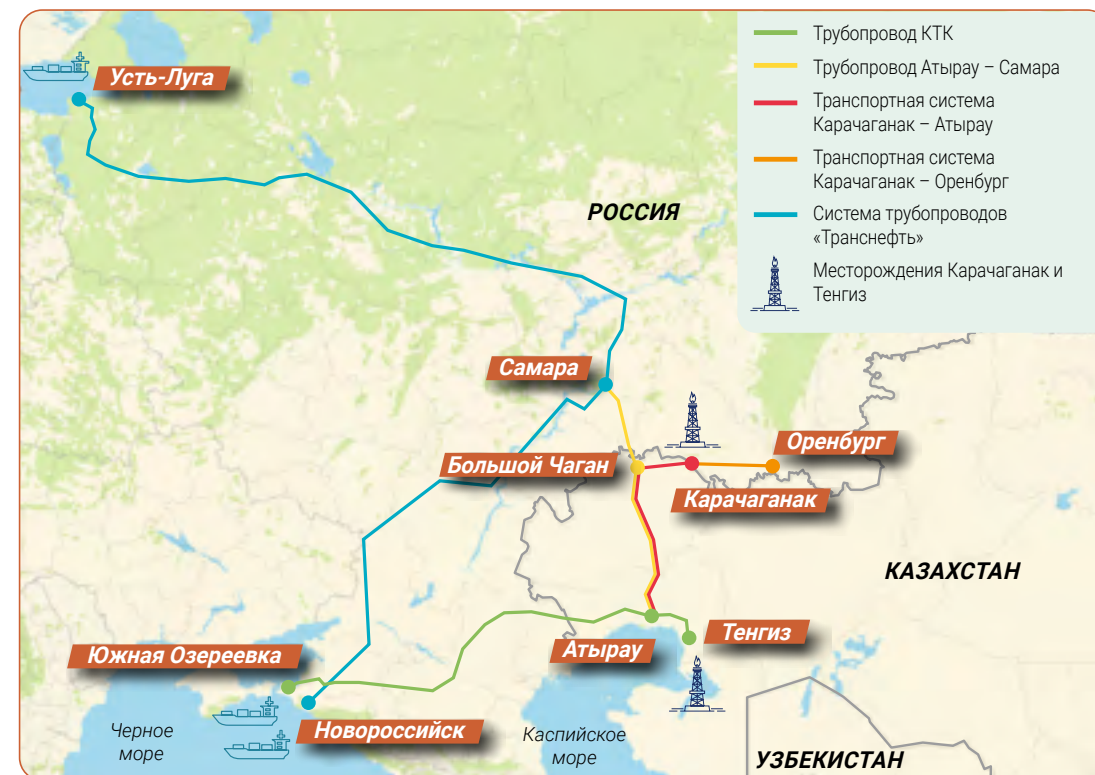 Трубопровод КТК
Трубопровод Атырау – Самара
Транспортная система
Карачаганак – Атырау
Транспортная система
Карачаганак – Оренбург
Система трубопроводов
«Транснефть»
Месторождения Карачаганак и
Тенгиз
Усть-Луга
РОССИЯ
Самара
Оренбург
Большой Чаган
Карачаганак
КАЗАХСТАН
Тенгиз
Атырау
Южная Озереевка
Новороссийск
Черное
море
Каспийское
море
УЗБЕКИСТАН